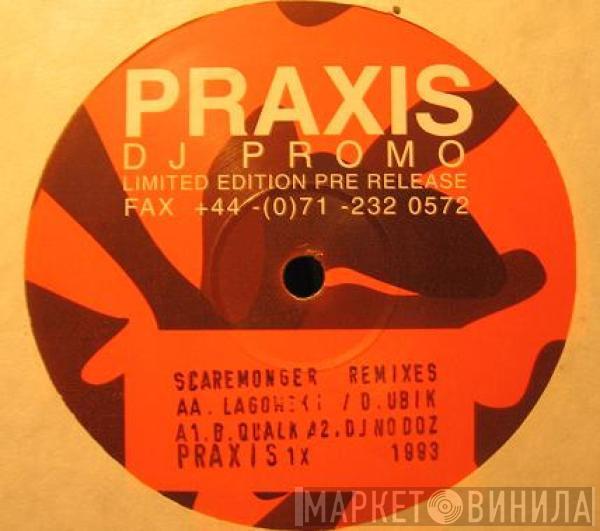 PRAXIS
DJ PROMO
LIMITED EDITION PRE RELEASE
FAX +44 -(0)71 -232 0572
SCAREMONGER REMIXES
AA. LAGOWSKI / D. UBIK
A1. B. QUALK A2. DJ NO DOZ
PRAXIS 1X 1993
МАРКЕТ ВИНИЛА